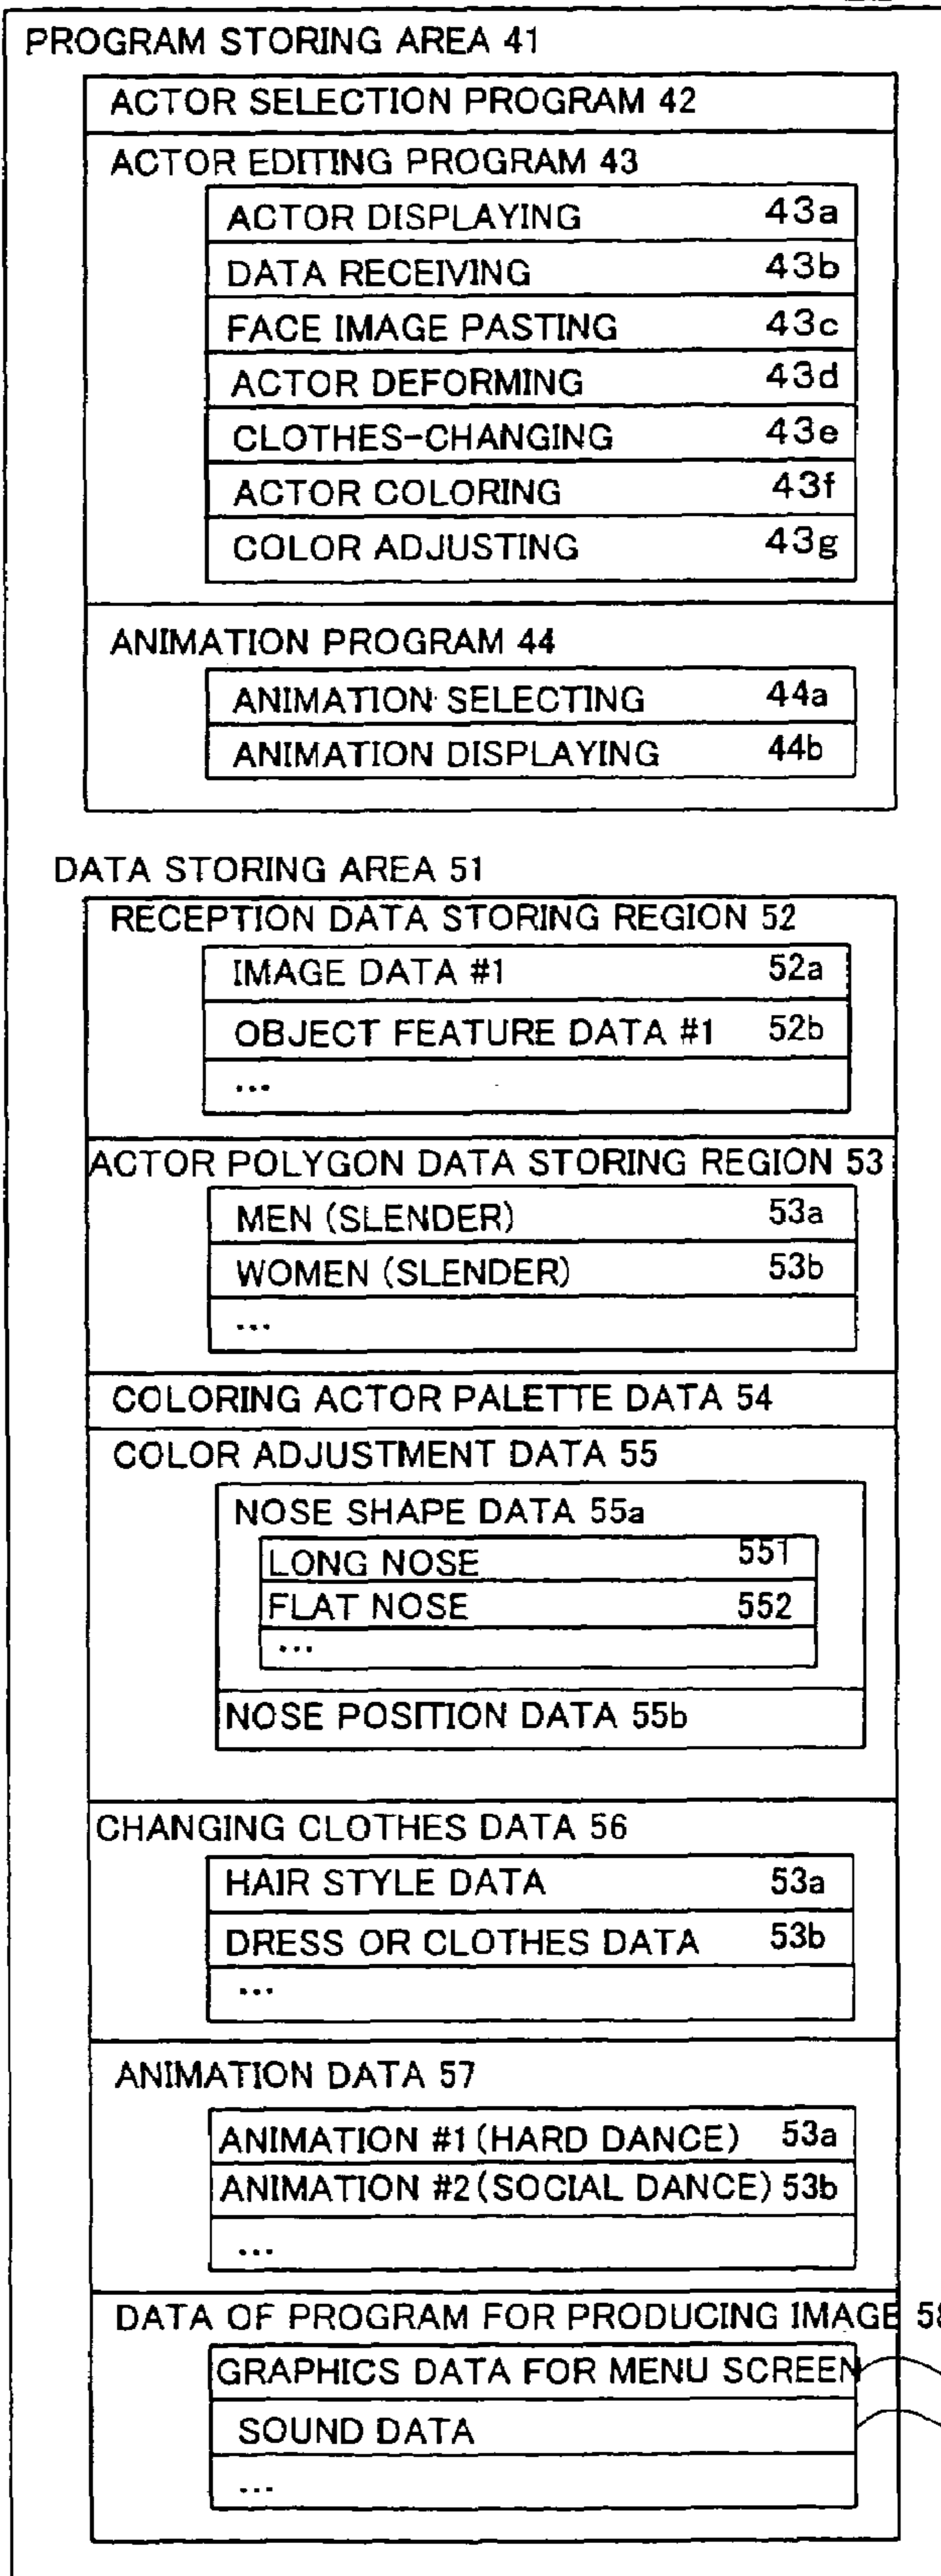 PROGRAM STORING AREA 41
ACTOR SELECTION PROGRAM 42
ACTOR EDITING PROGRAM 43
ACTOR DISPLAYING 43a
DATA RECEIVING 43b
FACE IMAGE PASTING 43c
ACTOR DEFORMING 43d
CLOTHES-CHANGING 43e
ACTOR COLORING 43f
COLOR ADJUSTING 43g
ANIMATION PROGRAM 44
ANIMATION SELECTING 44a
ANIMATION DISPLAYING 44b
DATA STORING AREA 51
RECEPTION DATA STORING REGION 52
IMAGE DATA #1 52a
OBJECT FEATURE DATA #1 52b
...
ACTOR POLYGON DATA STORING REGION 53
MEN (SLENDER) 53a
WOMEN (SLENDER) 53b
...
COLORING ACTOR PALETTE DATA 54
COLOR ADJUSTMENT DATA 55
NOSE SHAPE DATA 55a
LONG NOSE 551
FLAT NOSE 552
...
NOSE POSITION DATA 55b
CHANGING CLOTHES DATA 56
HAIR STYLE DATA 53a
DRESS OR CLOTHES DATA 53b
...
ANIMATION DATA 57
ANIMATION #1 (HARD DANCE) 53a
ANIMATION #2 (SOCIAL DANCE) 53b
...
DATA OF PROGRAM FOR PRODUCING IMAGE 58
GRAPHICS DATA FOR MENU SCREEN
SOUND DATA
...